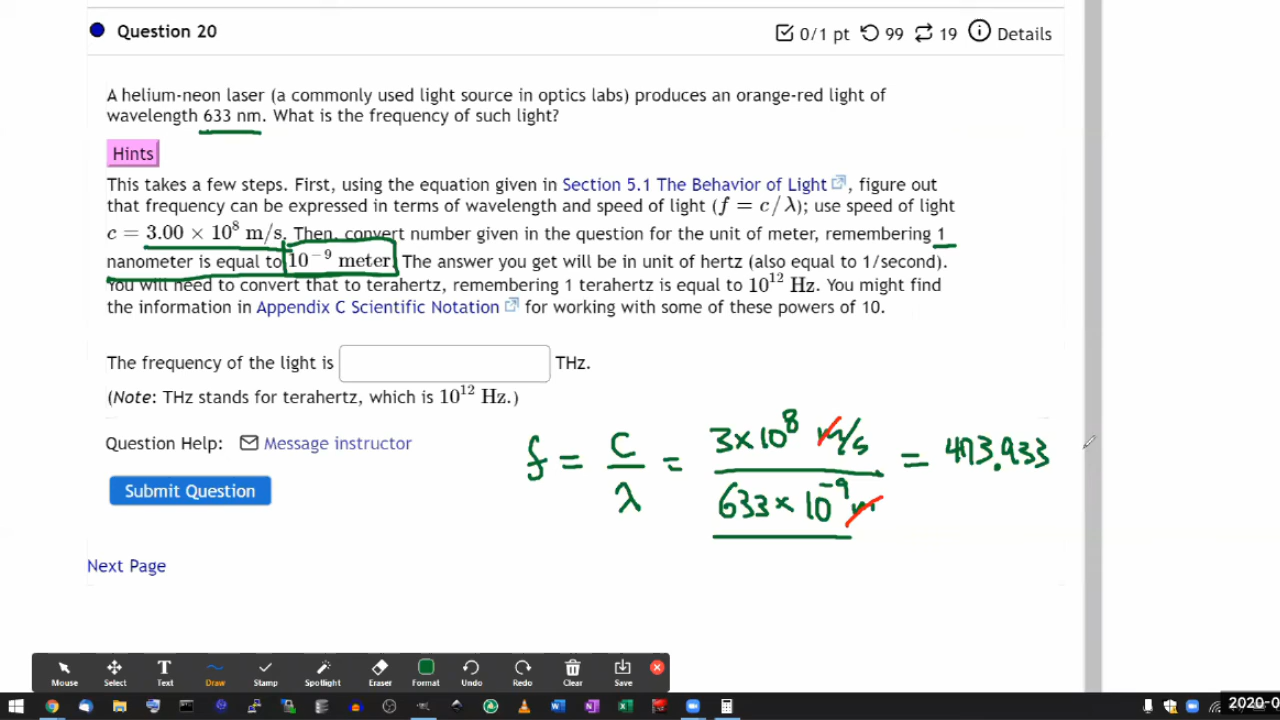 Question 20
0/1 pt 99 19 Details
A helium-neon laser (a commonly used light source in optics labs) produces an orange-red light of
wavelength 633 nm. What is the frequency of such light?
Hints
This takes a few steps. First, using the equation given in Section 5.1 The Behavior of Light, figure out
that frequency can be expressed in terms of wavelength and speed of light (f = c/λ); use speed of light
c = 3.00 × 10⁸ m/s. Then, convert number given in the question for the unit of meter, remembering 1
nanometer is equal to 10⁻⁹ meter. The answer you get will be in unit of hertz (also equal to 1/second).
You will need to convert that to terahertz, remembering 1 terahertz is equal to 10¹² Hz. You might find
the information in Appendix C Scientific Notation for working with some of these powers of 10.
The frequency of the light is THz.
(Note: THz stands for terahertz, which is 10¹² Hz.)
Question Help: Message instructor
f = c/λ = 3×10⁸ m/s / 633×10⁻⁹ m = 473.933
Submit Question
Next Page
Mouse Select Text Draw Stamp Spotlight Eraser Format Undo Redo Clear Save
2020-0